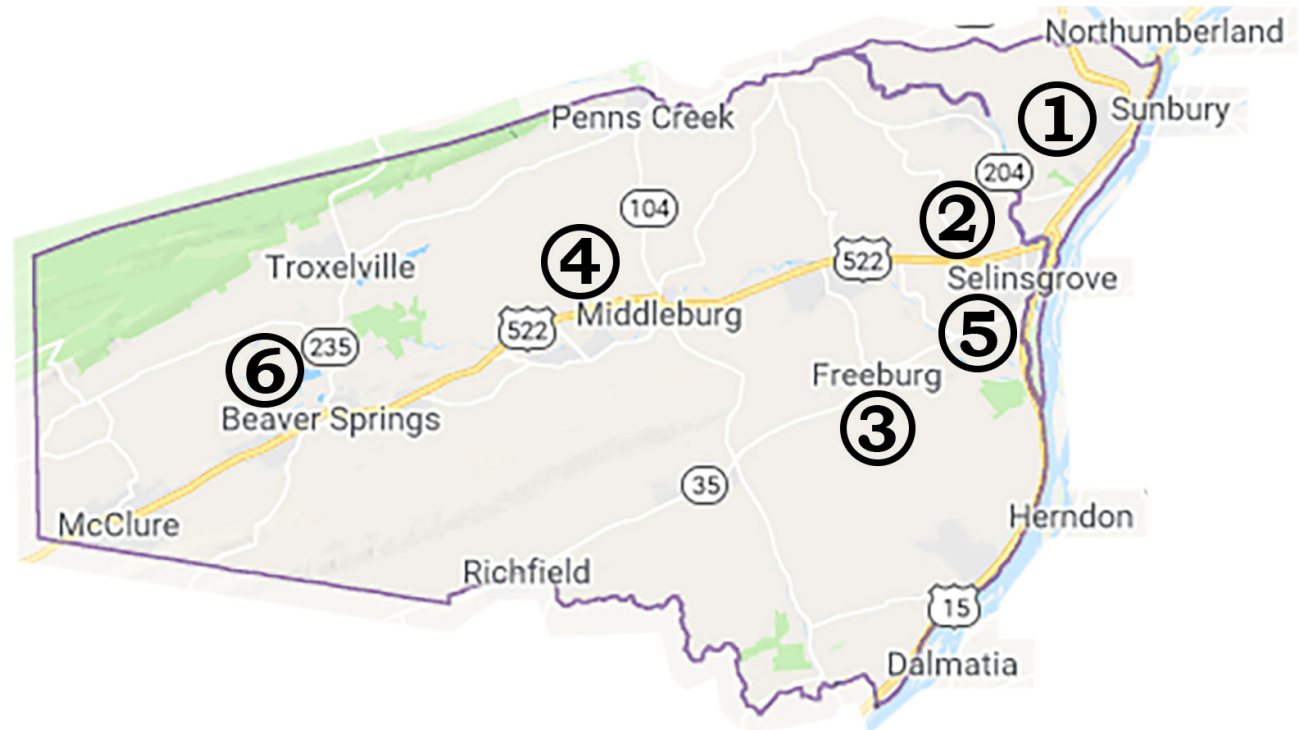 Northumberland
①
Sunbury
Penns Creek
204
104
②
④
522
Troxelville
Selinsgrove
522
Middleburg
⑤
235
⑥
Freeburg
Beaver Springs
③
35
McClure
Herndon
Richfield
15
Dalmatia